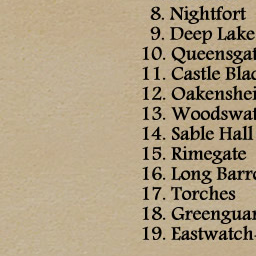 8. Nightfort
9. Deep Lake
10. Queensgat
11. Castle Blac
12. Oakenshei
13. Woodswat
14. Sable Hall
15. Rimegate
16. Long Barro
17. Torches
18. Greenguar
19. Eastwatch-